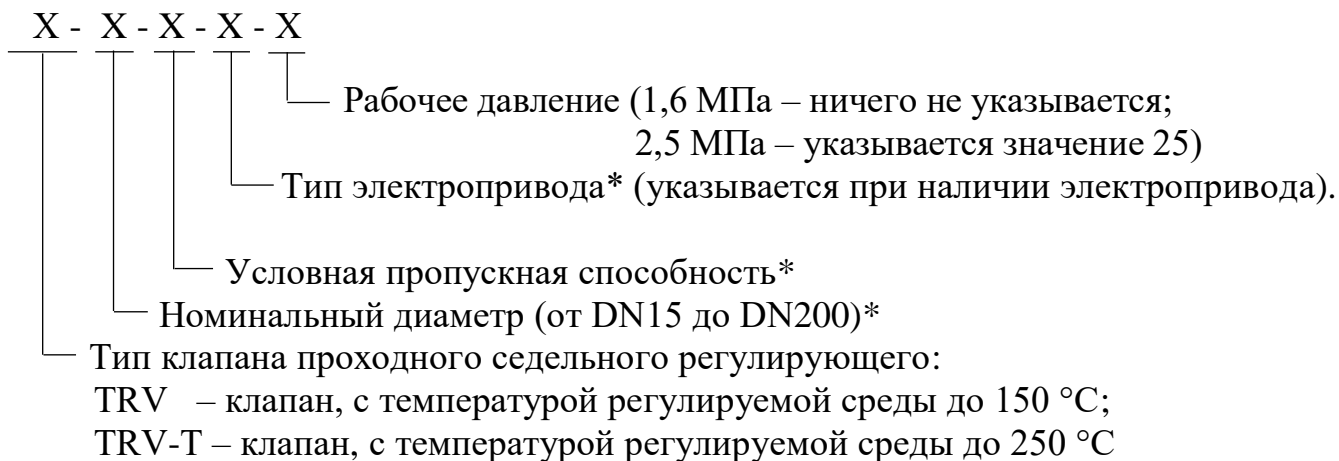 X - X - X - X - X
Рабочее давление (1,6 МПа – ничего не указывается;
2,5 МПа – указывается значение 25)
Тип электропривода* (указывается при наличии электропривода).
Условная пропускная способность*
Номинальный диаметр (от DN15 до DN200)*
Тип клапана проходного седельного регулирующего:
TRV – клапан, с температурой регулируемой среды до 150 °С;
TRV-T – клапан, с температурой регулируемой среды до 250 °С